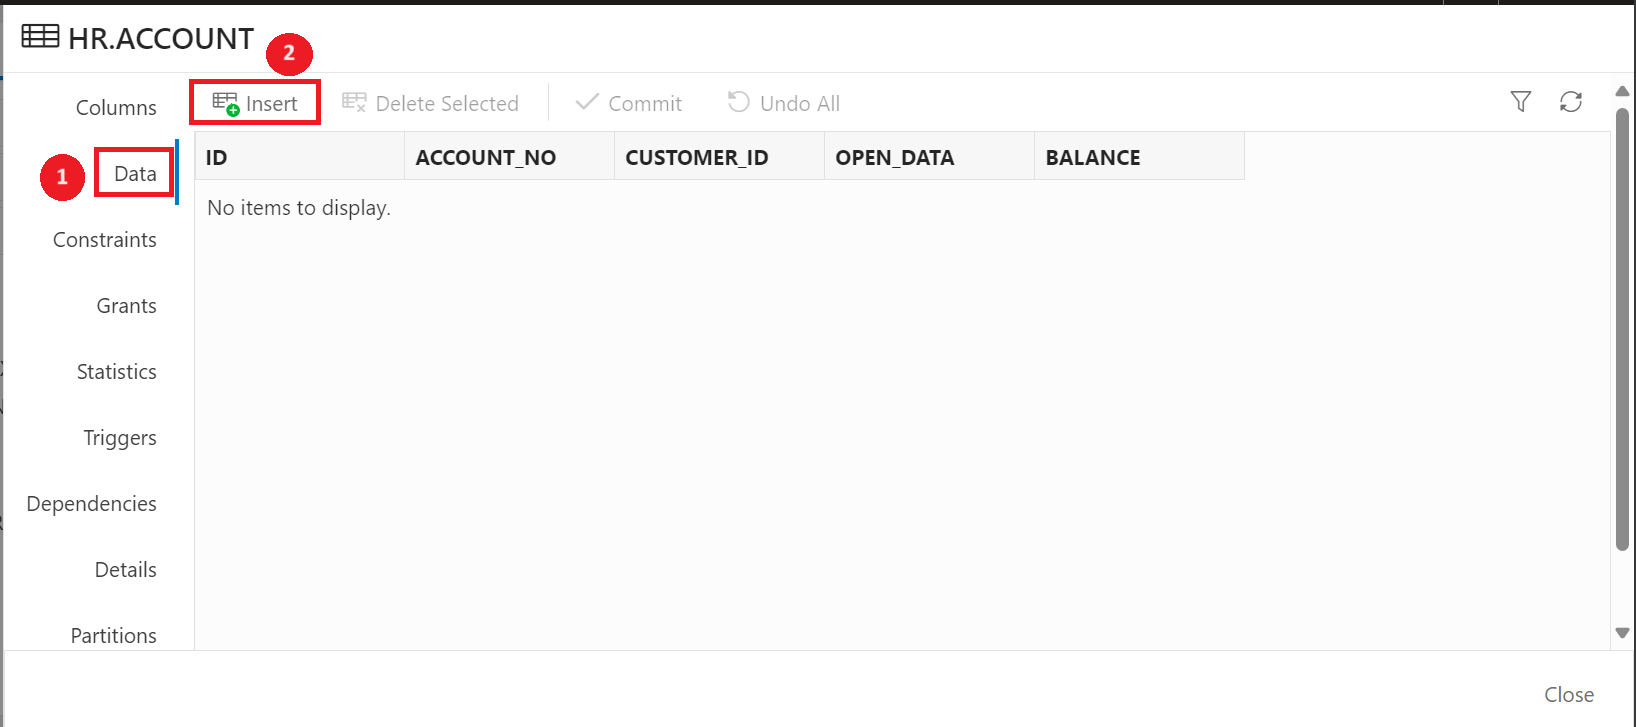 HR.ACCOUNT
2
Columns
Insert
Delete Selected
Commit
Undo All
1
Data
ID
ACCOUNT_NO
CUSTOMER_ID
OPEN_DATA
BALANCE
No items to display.
Constraints
Grants
Statistics
Triggers
Dependencies
Details
Partitions
Close